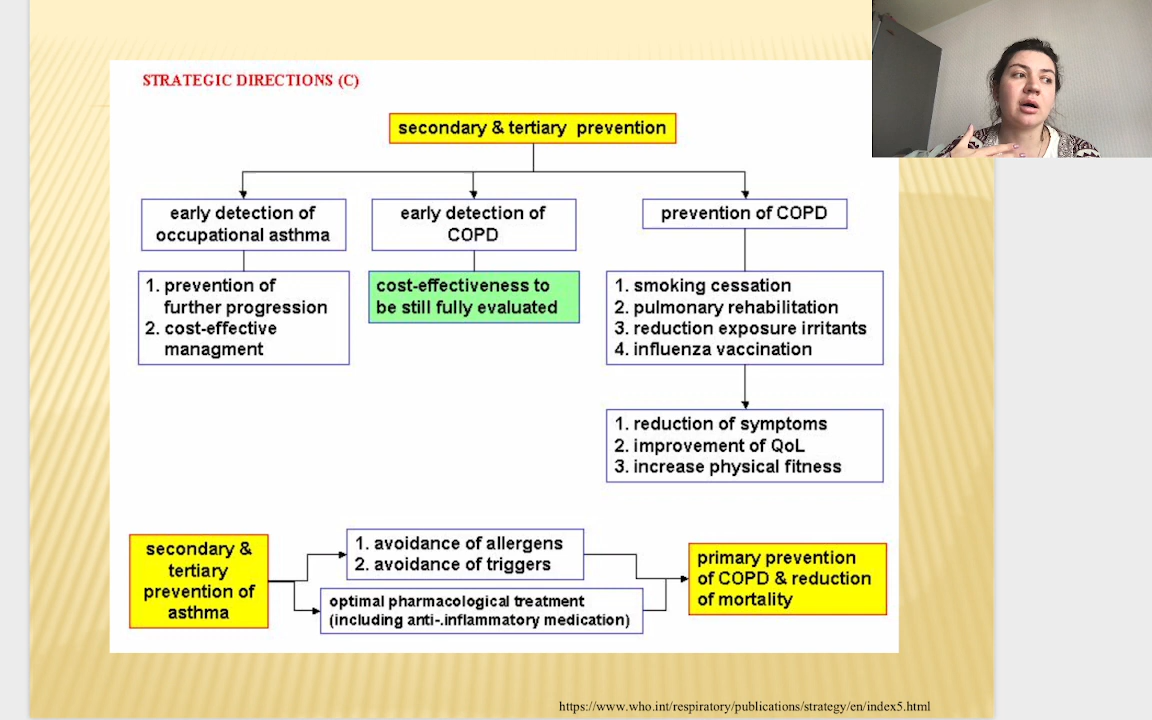 STRATEGIC DIRECTIONS (C)
secondary & tertiary prevention
early detection of
occupational asthma
early detection of
COPD
prevention of COPD
1. prevention of
further progression
2. cost-effective
managment
cost-effectiveness to
be still fully evaluated
1. smoking cessation
2. pulmonary rehabilitation
3. reduction exposure irritants
4. influenza vaccination
1. reduction of symptoms
2. improvement of QoL
3. increase physical fitness
secondary &
tertiary
prevention of
asthma
1. avoidance of allergens
2. avoidance of triggers
optimal pharmacological treatment
(including anti-.inflammatory medication)
primary prevention
of COPD & reduction
of mortality
https://www.who.int/respiratory/publications/strategy/en/index5.html